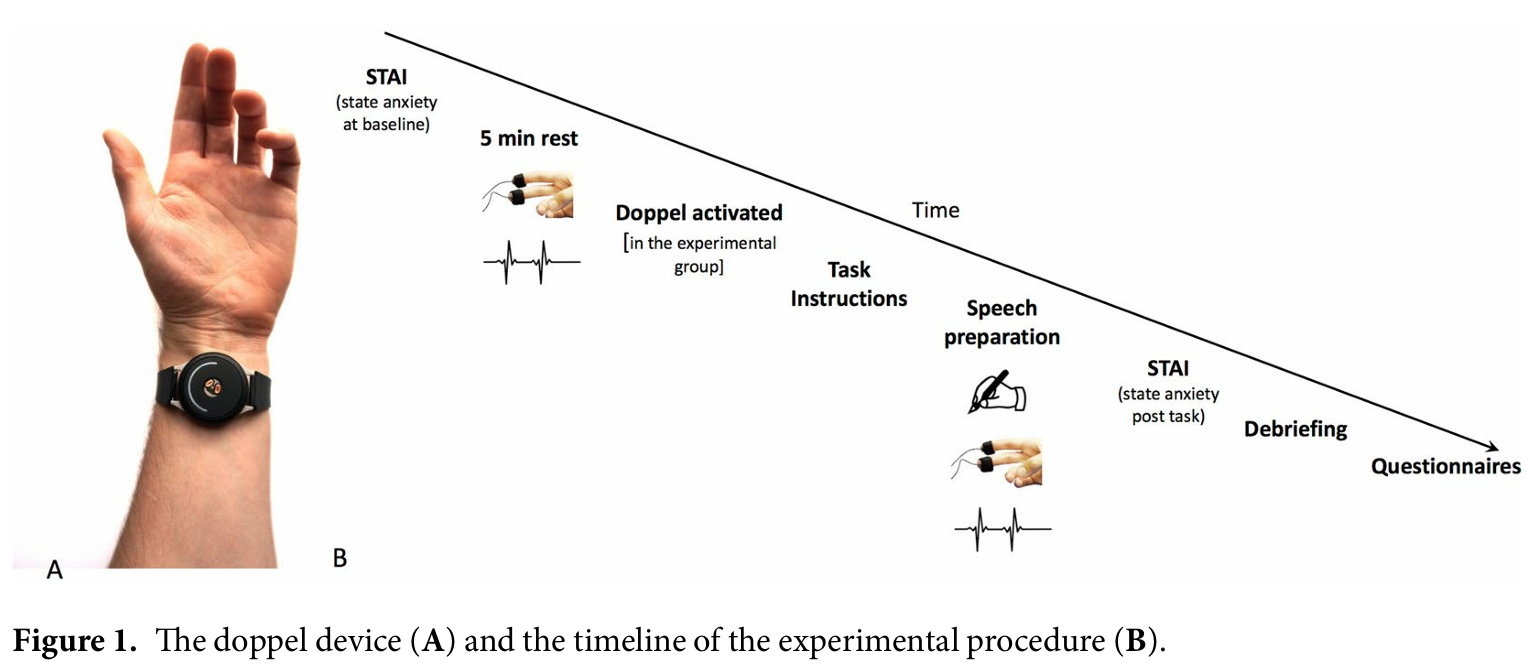 STAI
(state anxiety
at baseline)
5 min rest
Doppel activated
[in the experimental
group]
Time
Task
Instructions
Speech
preparation
STAI
(state anxiety
post task)
Debriefing
Questionnaires
A
B
Figure 1. The doppel device (A) and the timeline of the experimental procedure (B).